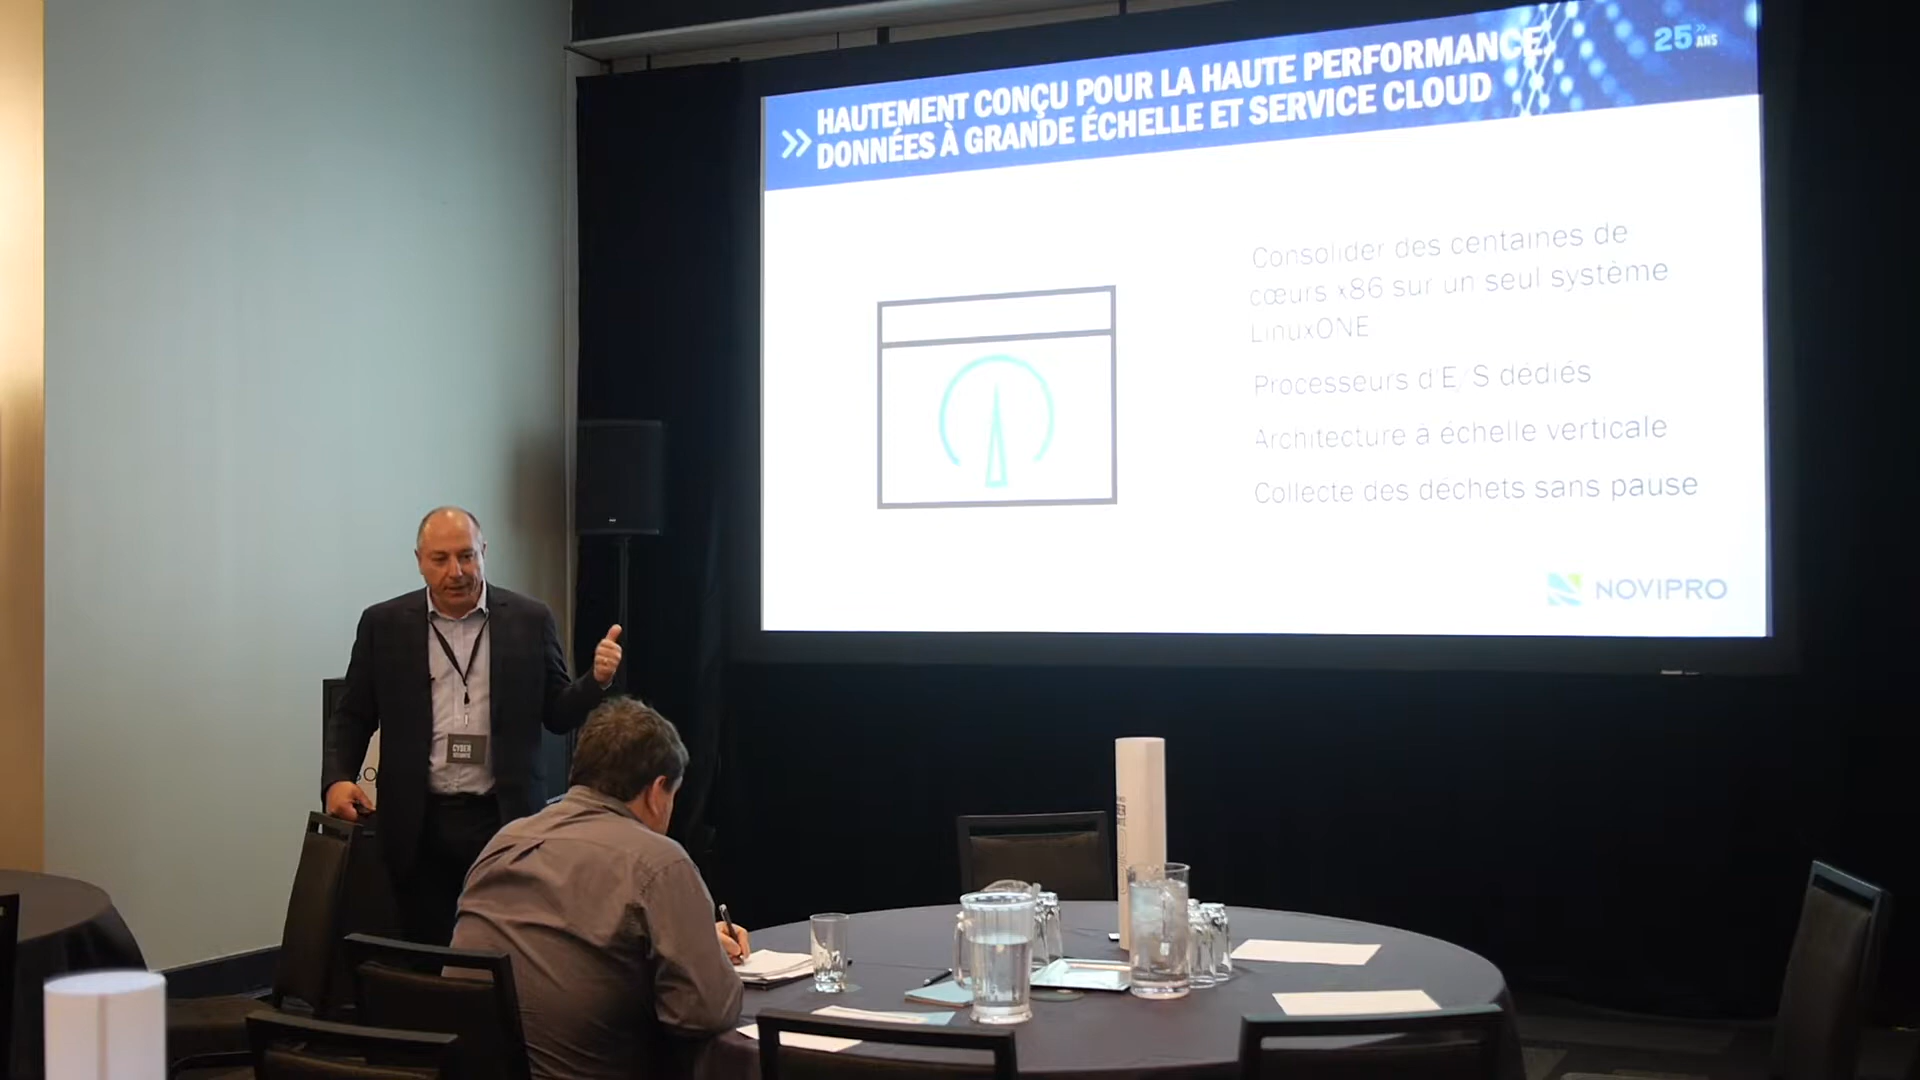 HAUTEMENT CONÇU POUR LA HAUTE PERFORMANCE,
DONNÉES À GRANDE ÉCHELLE ET SERVICE CLOUD
25 ANS
Consolider des centaines de
cœurs x86 sur un seul système
LinuxONE
Processeurs d'E/S dédiés
Architecture à échelle verticale
Collecte des déchets sans pause
NOVIPRO
CYBER